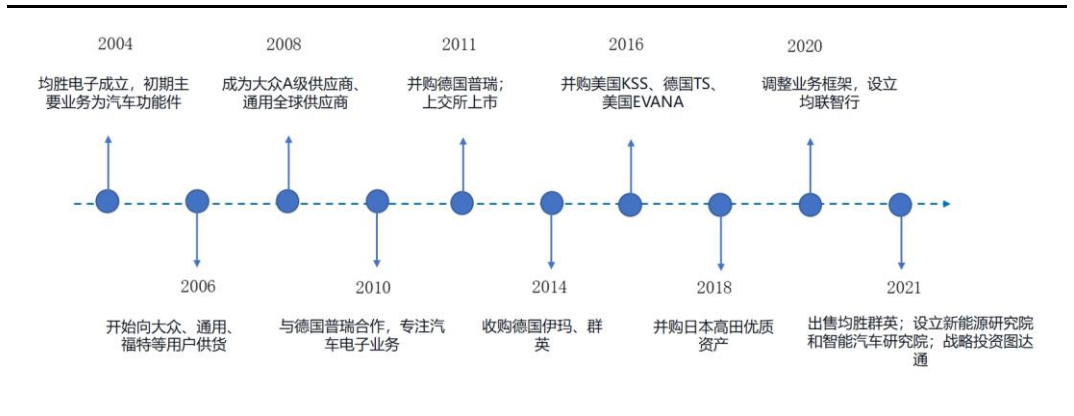 2004
均胜电子成立，初期主
要业务为汽车功能件
2008
成为大众A级供应商、
通用全球供应商
2011
并购德国普瑞；
上交所上市
2016
并购美国KSS、德国TS、
美国EVANA
2020
调整业务框架，设立
均联智行
2006
开始向大众、通用、
福特等用户供货
2010
与德国普瑞合作，专注汽
车电子业务
2014
收购德国伊玛、群
英
2018
并购日本高田优质
资产
2021
出售均胜群英；设立新能源研究院
和智能汽车研究院；战略投资图达
通